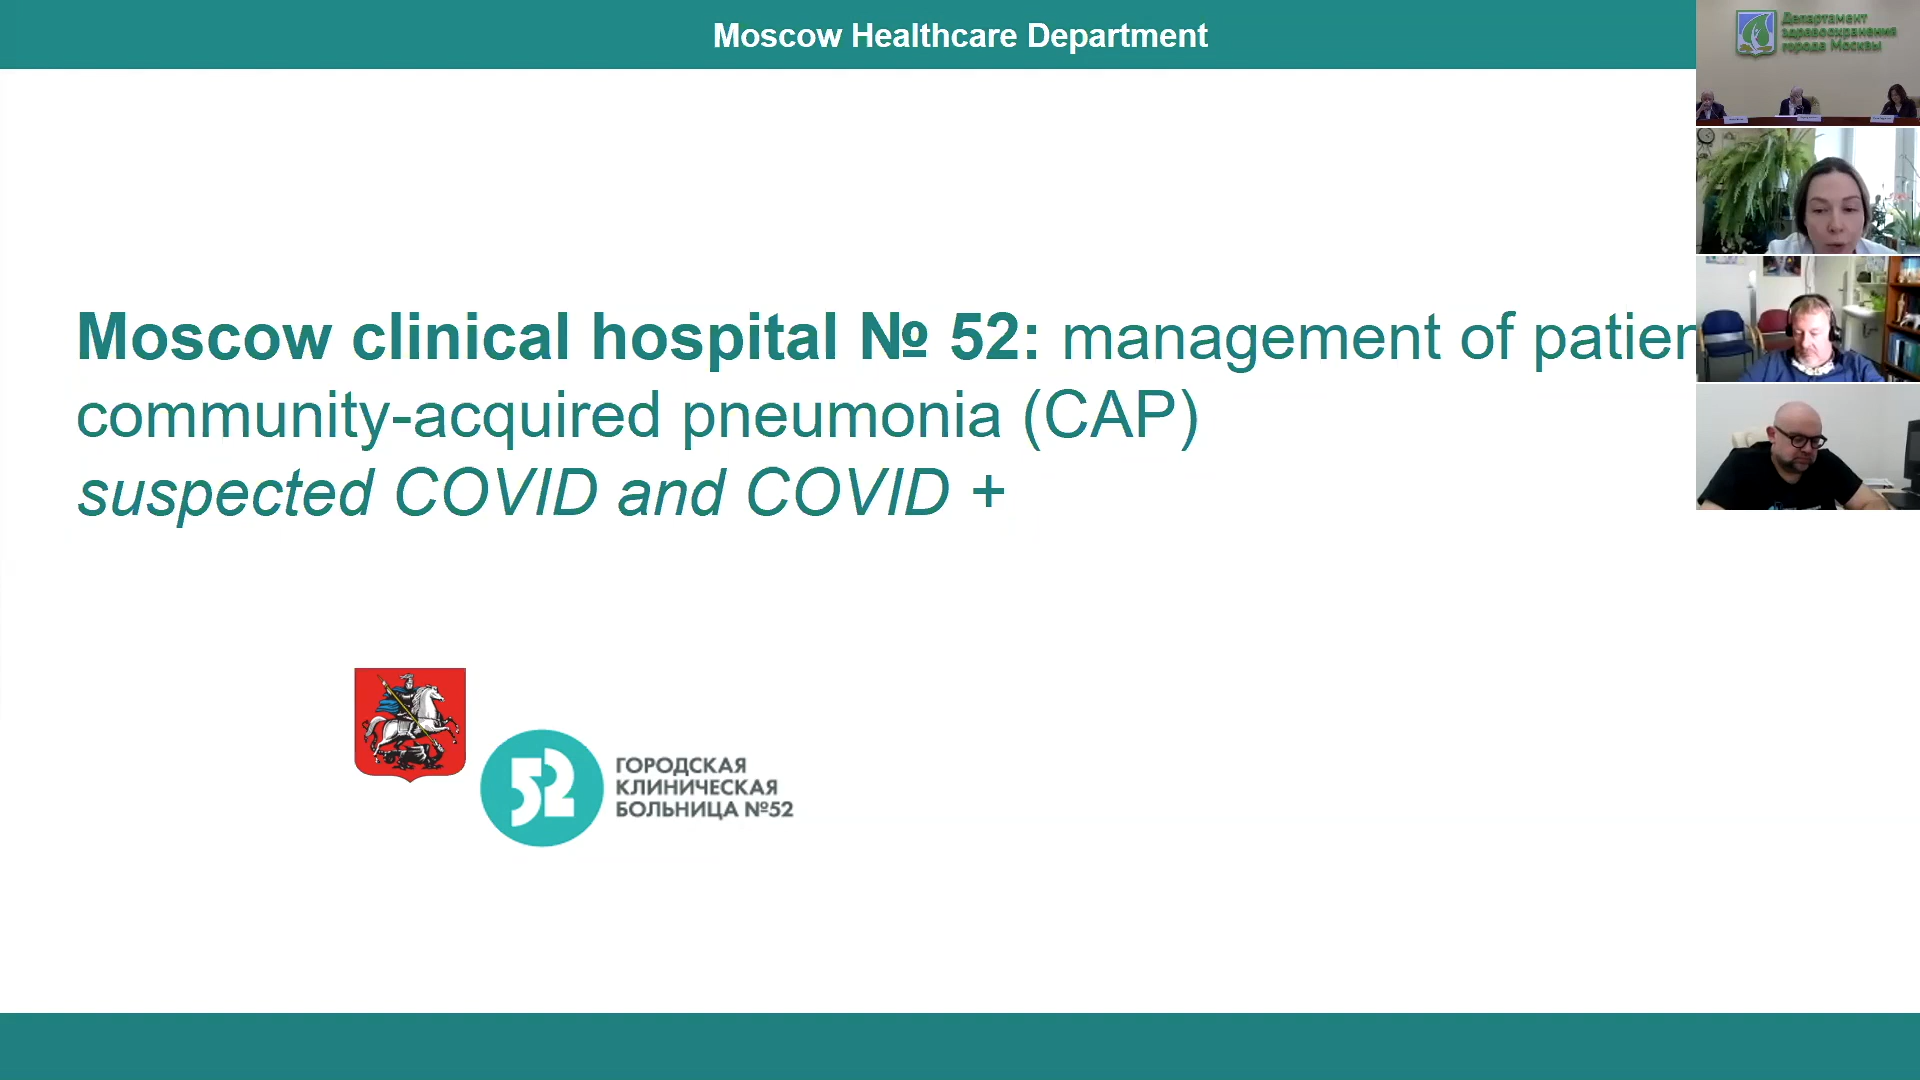 Moscow Healthcare Department
Департамент
здравоохранения
города Москвы
Moscow clinical hospital № 52: management of patien
community-acquired pneumonia (CAP)
suspected COVID and COVID +
52
ГОРОДСКАЯ
КЛИНИЧЕСКАЯ
БОЛЬНИЦА №52